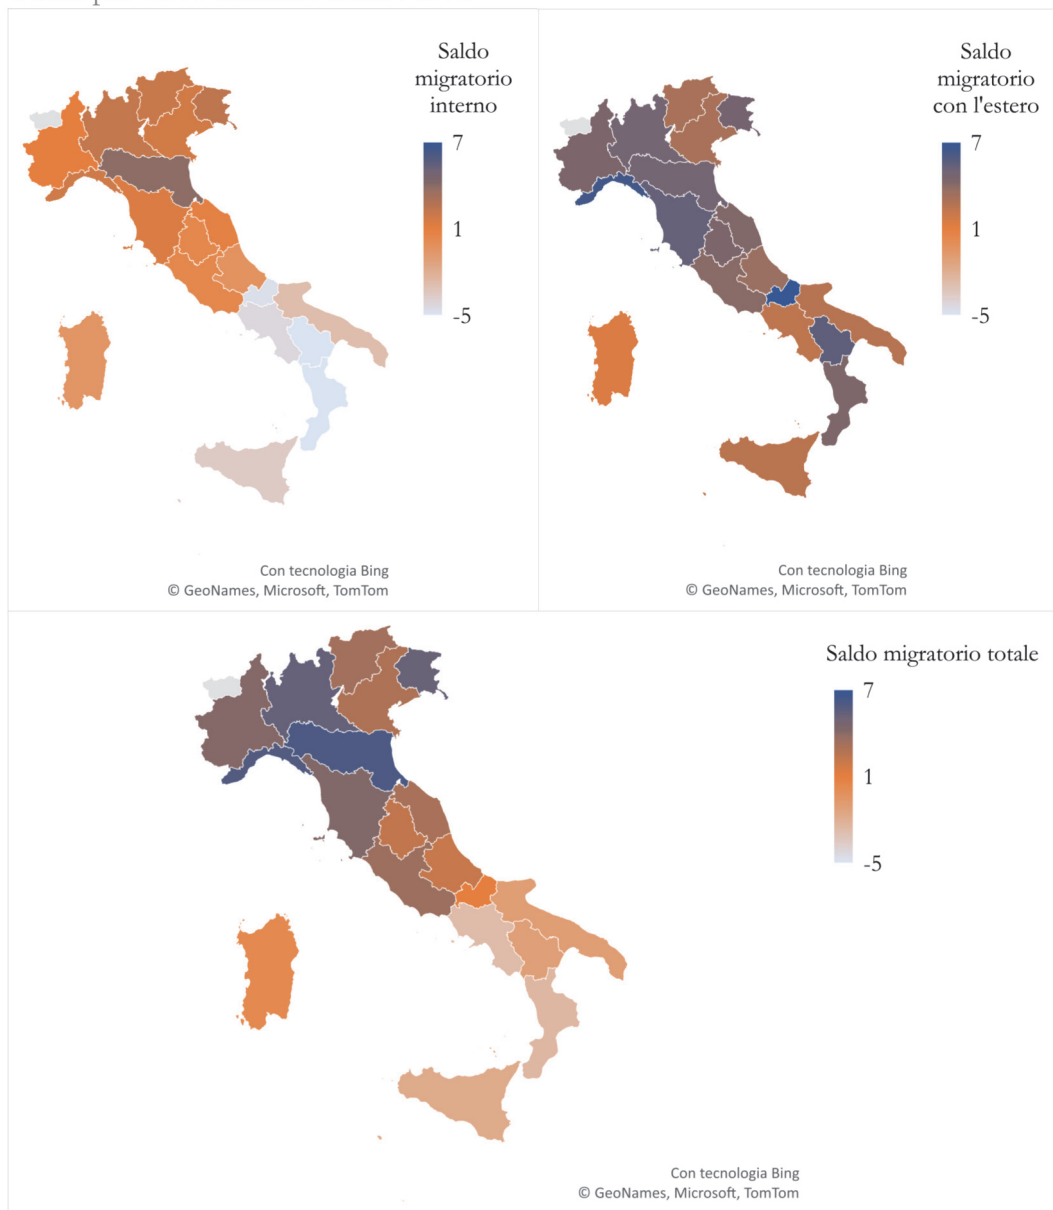 Saldo
migratorio
interno
7
1
-5
Con tecnologia Bing
© GeoNames, Microsoft, TomTom
Saldo
migratorio
con l'estero
7
1
-5
Con tecnologia Bing
© GeoNames, Microsoft, TomTom
Saldo migratorio totale
7
1
-5
Con tecnologia Bing
© GeoNames, Microsoft, TomTom